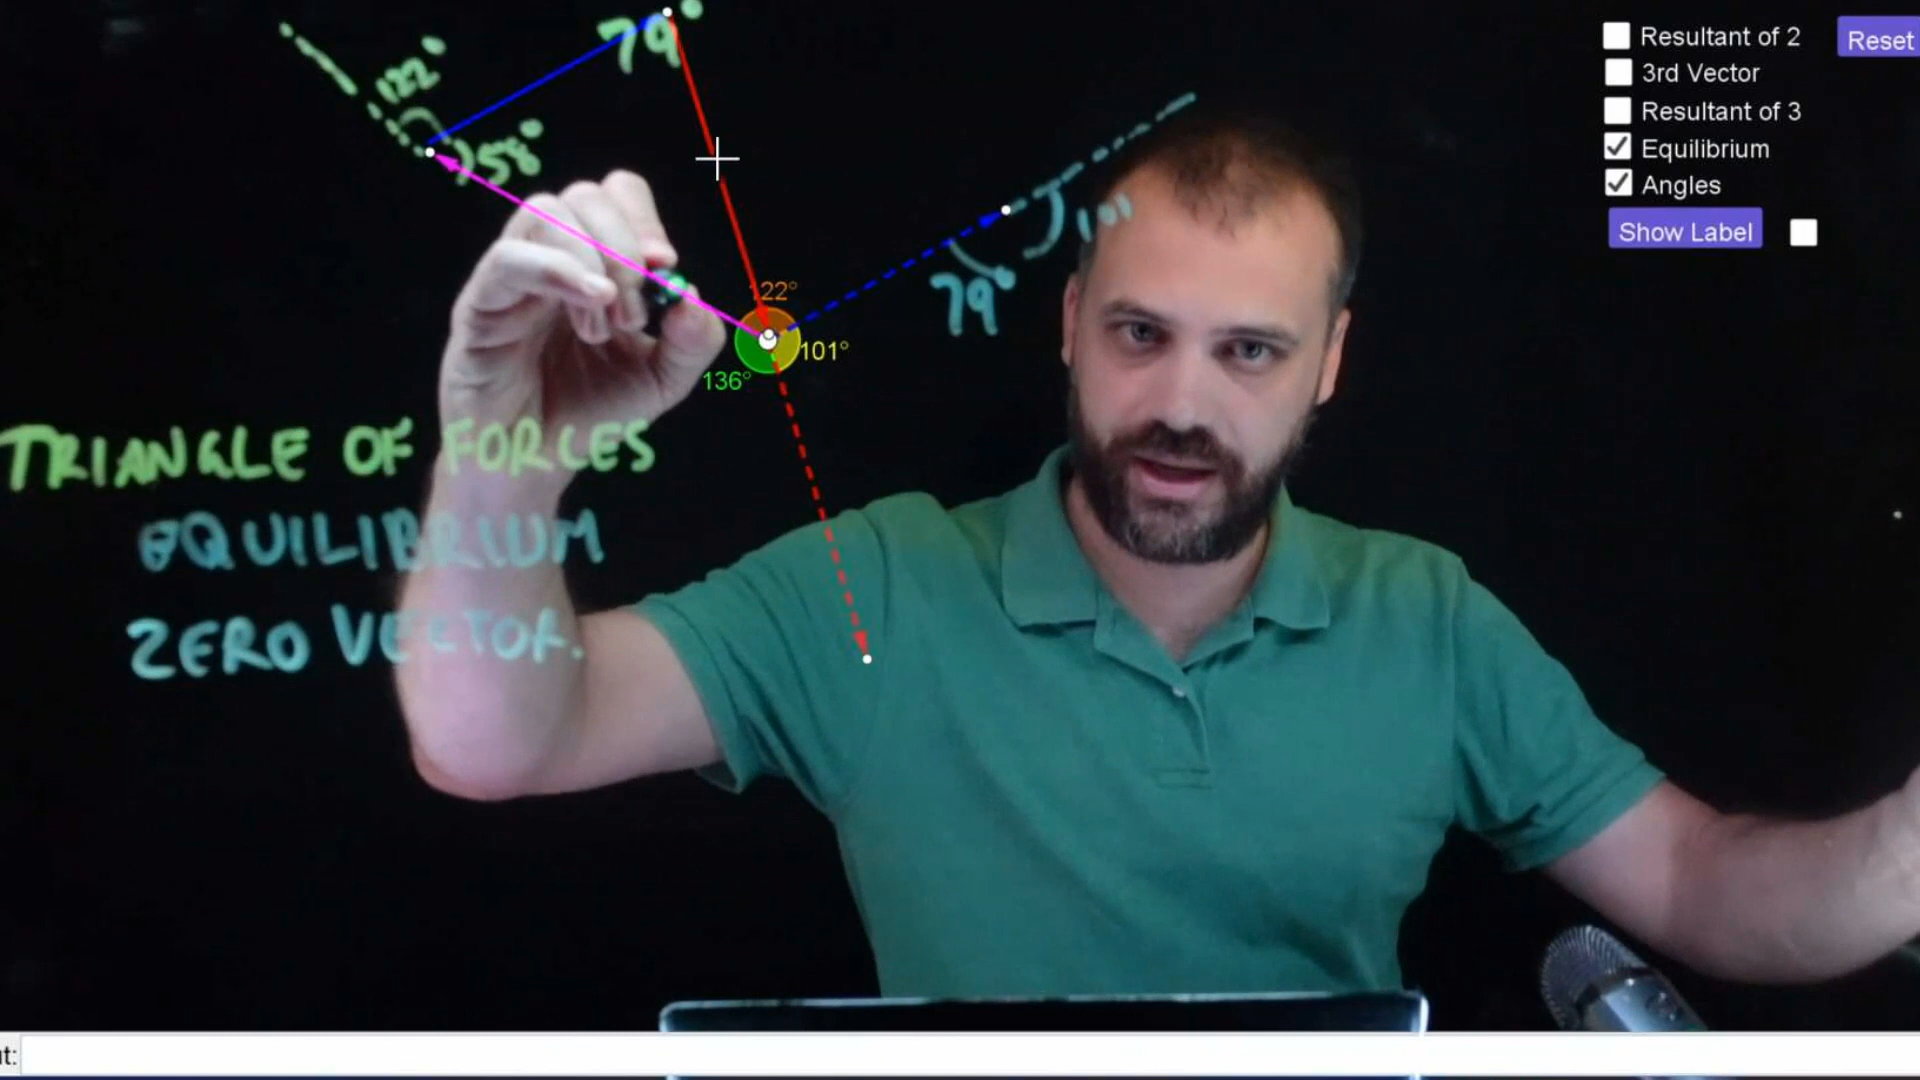 79°
122°
58°
Resultant of 2
Reset
3rd Vector
Resultant of 3
Equilibrium
Angles
Show Label
101
79°
101°
136°
TRIANGLE OF FORCES
EQUILIBRIUM
ZERO VECTOR.